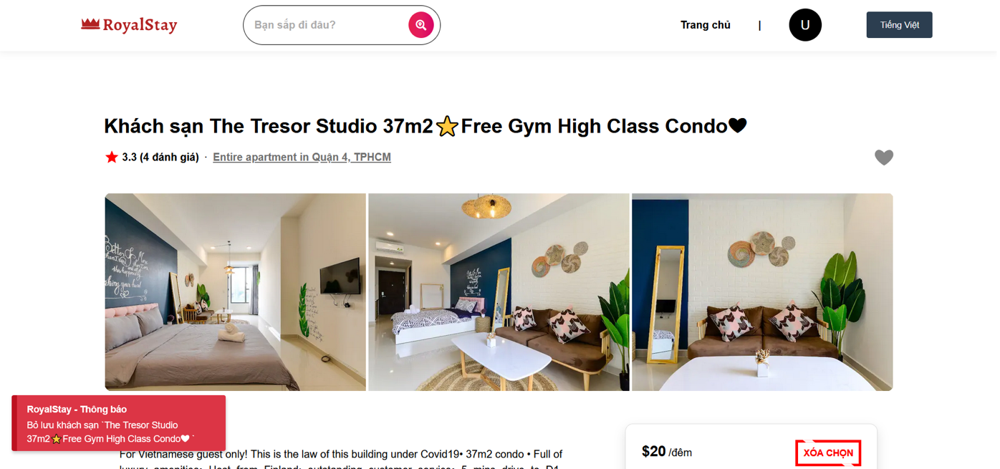 RoyalStay
Bạn sắp đi đâu?
Trang chủ | U Tiếng Việt
Khách sạn The Tresor Studio 37m2⭐Free Gym High Class Condo🖤
3.3 (4 đánh giá) · Entire apartment in Quận 4, TPHCM
RoyalStay - Thông báo
Bỏ lưu khách sạn `The Tresor Studio
37m2⭐Free Gym High Class Condo🖤 `
For Vietnamese guest only! This is the law of this building under Covid19• 37m2 condo • Full of
luxury amenities• Host from Finland: outstanding customer service• 5 mins drive to D1,
$20 /đêm
XÓA CHỌN